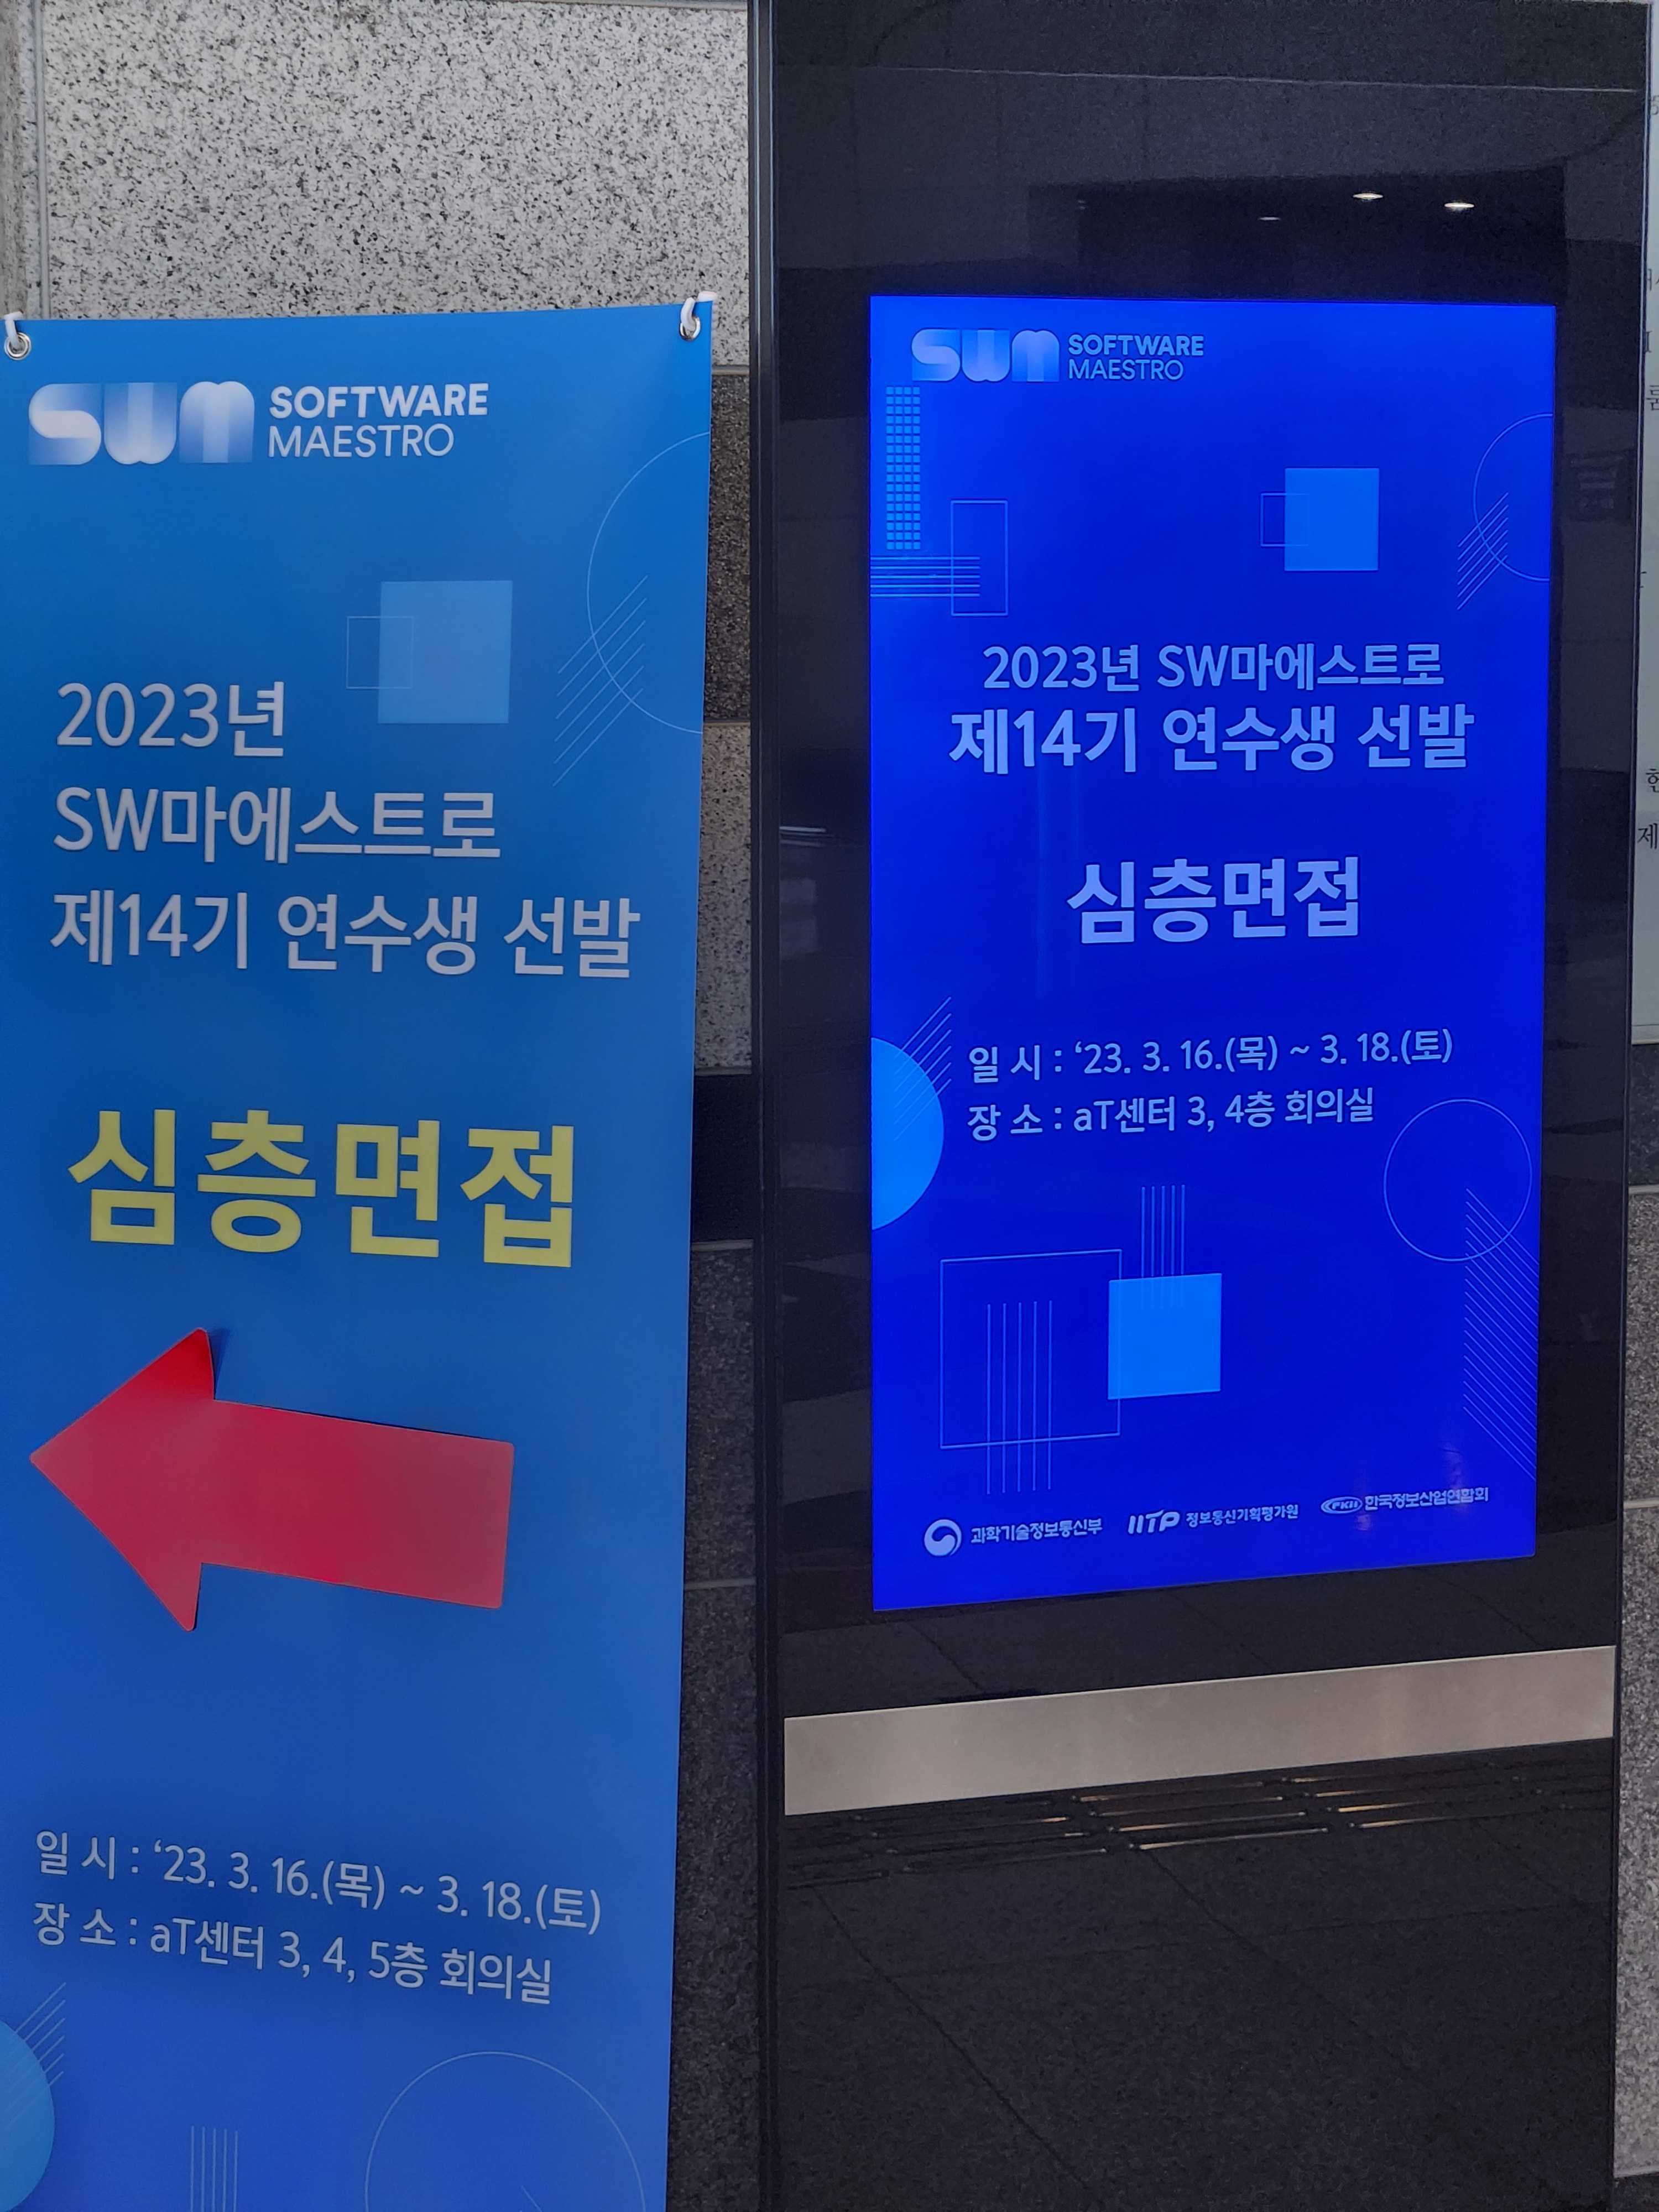 SWM SOFTWARE
MAESTRO
2023년
SW마에스트로
제14기 연수생 선발
심층면접
일 시 : ‘23. 3. 16.(목) ~ 3. 18.(토)
장 소 : aT센터 3, 4, 5층 회의실
SWM SOFTWARE
MAESTRO
2023년 SW마에스트로
제14기 연수생 선발
심층면접
일 시 : ‘23. 3. 16.(목) ~ 3. 18.(토)
장 소 : aT센터 3, 4층 회의실
과학기술정보통신부 IITP 정보통신기획평가원 FKII 한국정보산업연합회
제